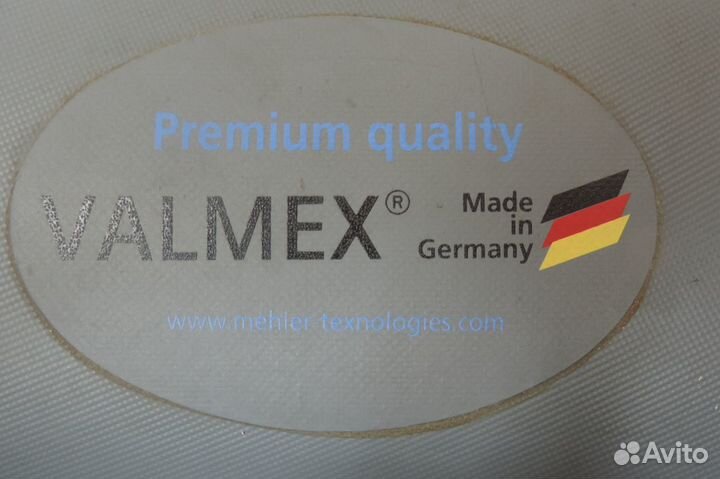 Premium quality
VALMEX®
Made
in
Germany
www.mehler-texnologies.com
Avito